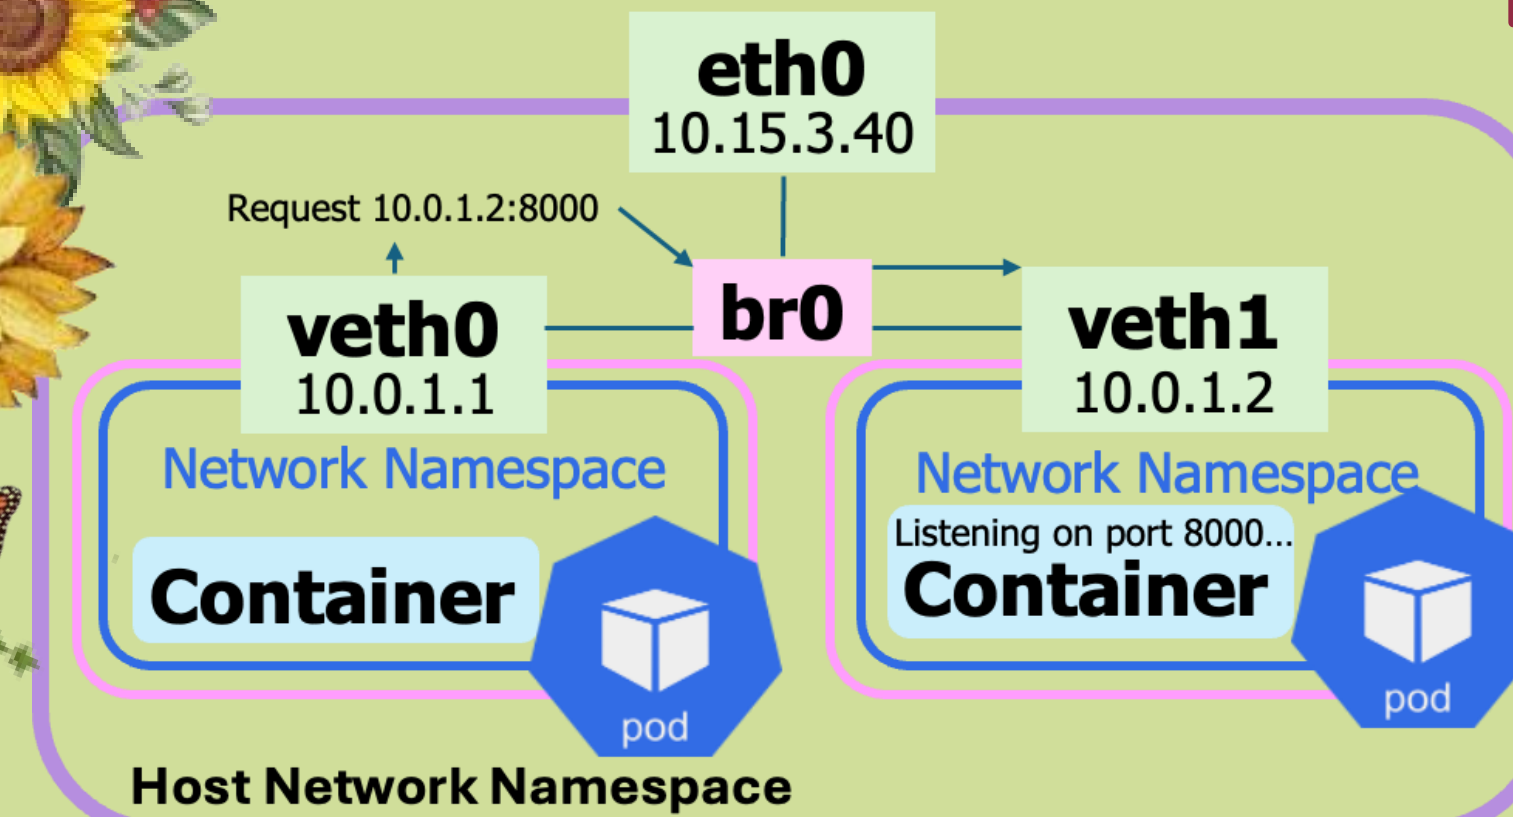 eth0
10.15.3.40
Request 10.0.1.2:8000
br0
veth0
10.0.1.1
veth1
10.0.1.2
Network Namespace
Container
pod
Network Namespace
Listening on port 8000...
Container
pod
Host Network Namespace